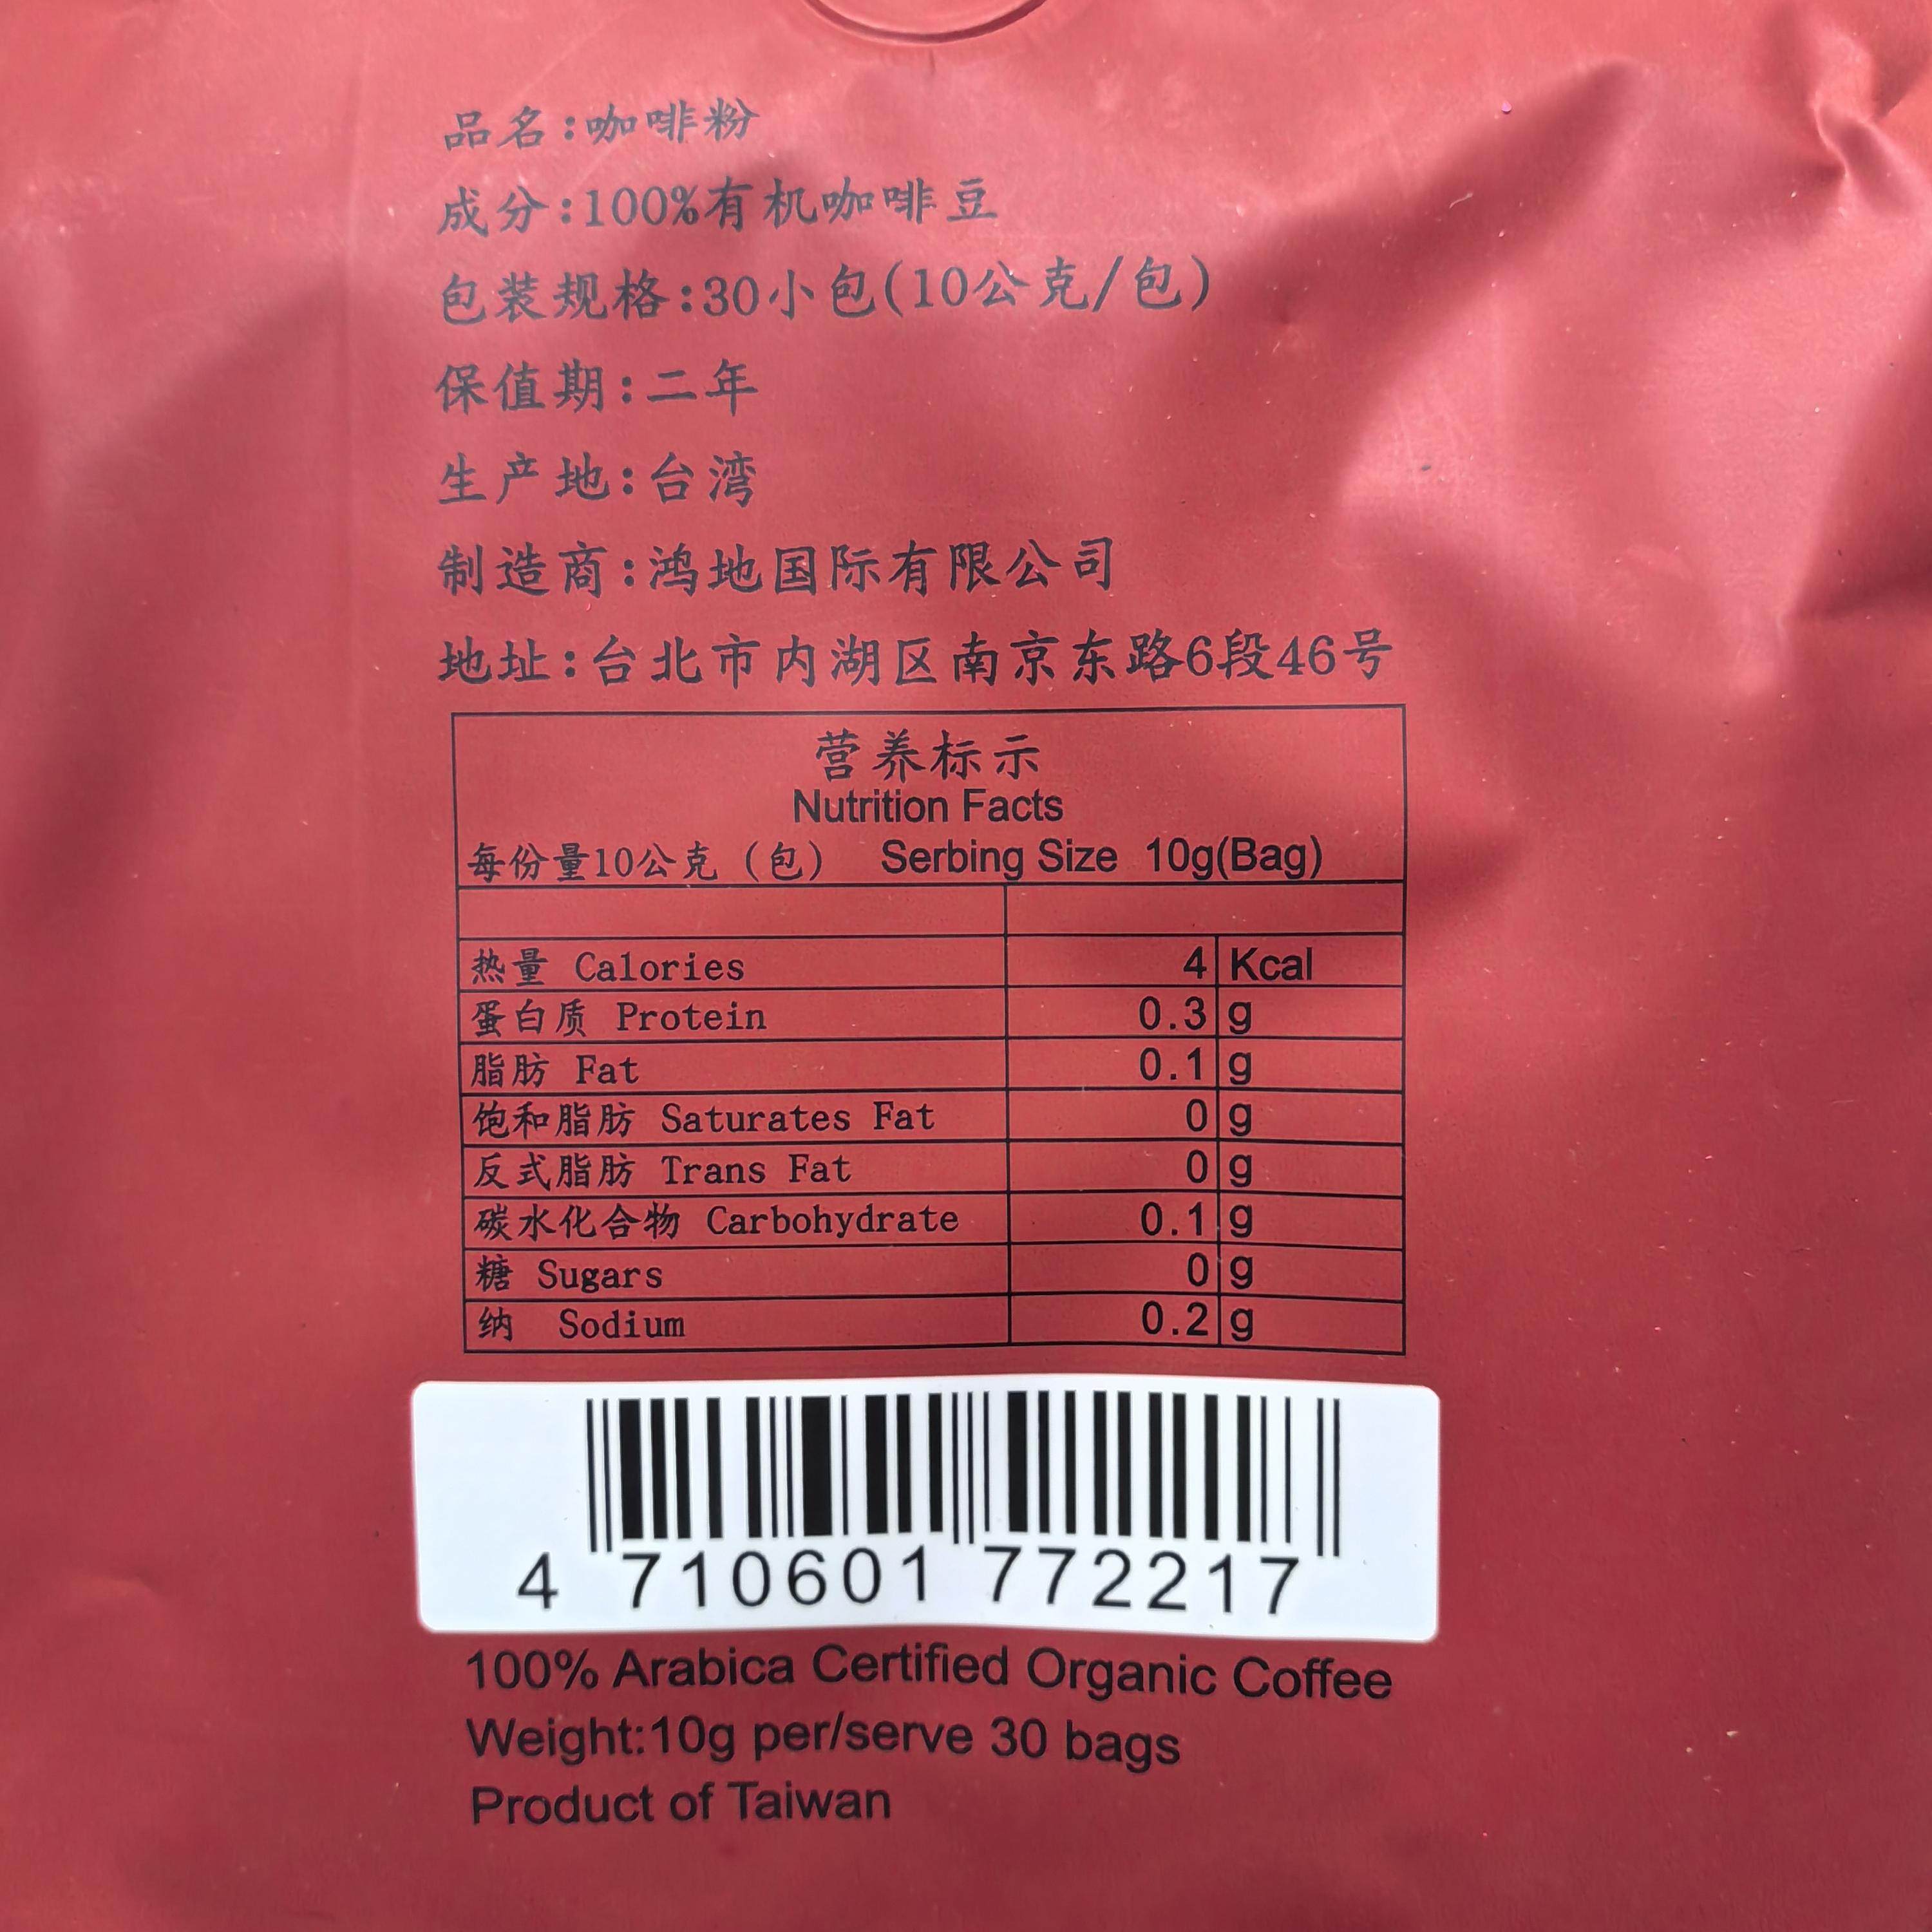 品名:咖啡粉
成分:100%有机咖啡豆
包装规格:30小包(10公克/包)
保值期:二年
生产地:台湾
制造商:鸿地国际有限公司
地址:台北市内湖区南京东路6段46号
营养标示
Nutrition Facts
每份量10公克 (包) Serbing Size 10g(Bag)
热量 Calories 4 Kcal
蛋白质 Protein 0.3 g
脂肪 Fat 0.1 g
饱和脂肪 Saturates Fat 0 g
反式脂肪 Trans Fat 0 g
碳水化合物 Carbohydrate 0.1 g
糖 Sugars 0 g
纳 Sodium 0.2 g
4 710601 772217
100% Arabica Certified Organic Coffee
Weight:10g per/serve 30 bags
Product of Taiwan